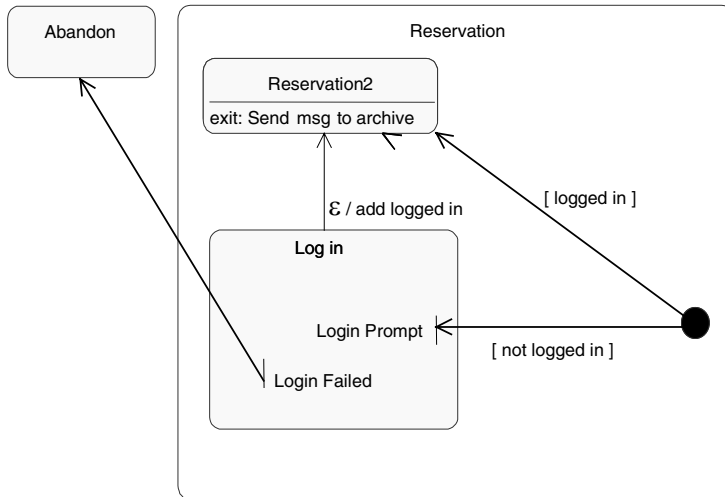 Abandon
Reservation
Reservation2
exit: Send msg to archive
[ logged in ]
ε / add logged in
Log in
Login Prompt
[ not logged in ]
Login Failed